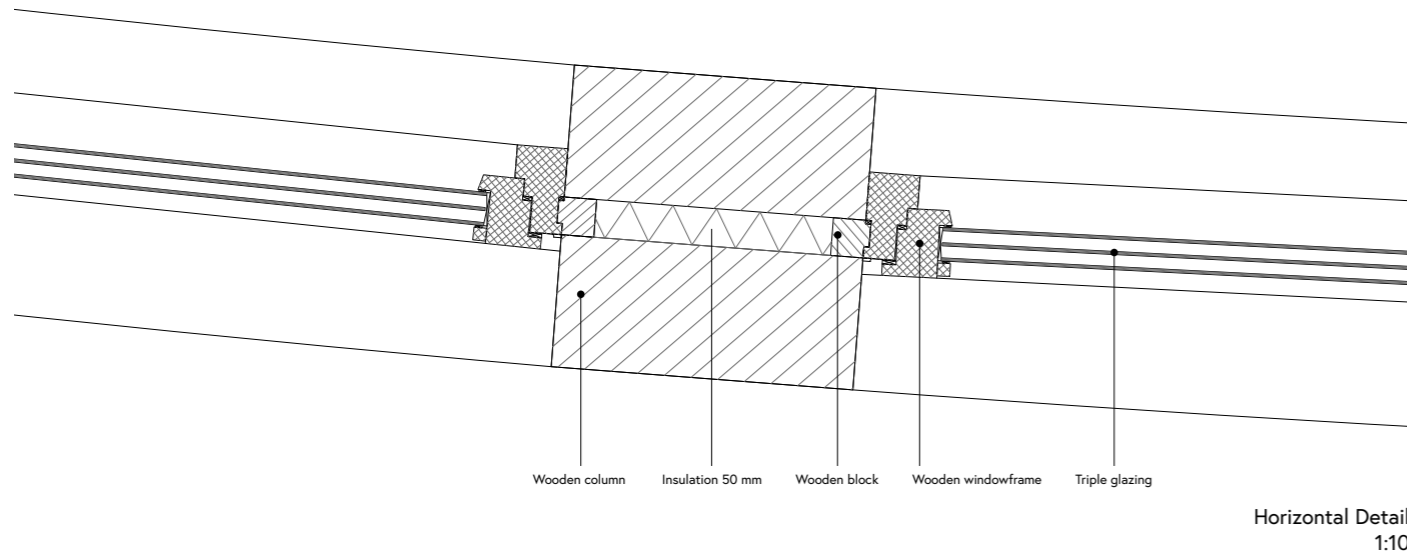 Wooden column
Insulation 50 mm
Wooden block
Wooden windowframe
Triple glazing
Horizontal Detail
1:10